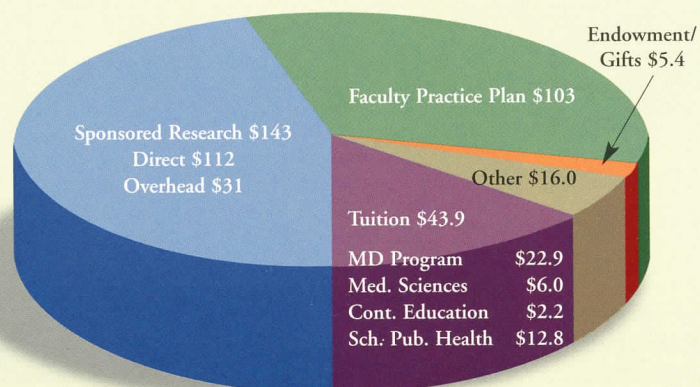 Endowment/
Gifts $5.4
Faculty Practice Plan $103
Sponsored Research $143
Direct $112
Overhead $31
Other $16.0
Tuition $43.9
MD Program $22.9
Med. Sciences $6.0
Cont. Education $2.2
Sch. Pub. Health $12.8